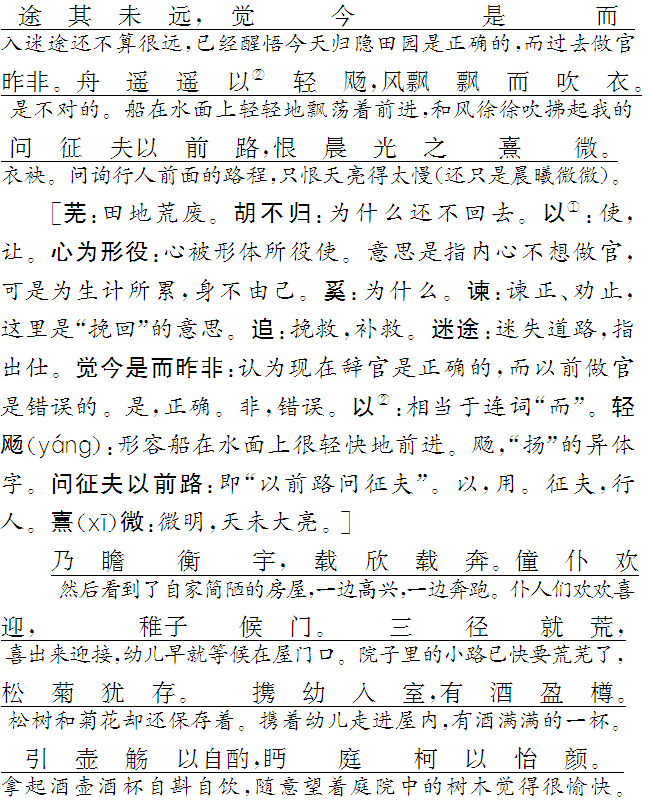 途其未远，觉今是而
入迷途还不算很远，已经醒悟今天归隐田园是正确的，而过去做官
昨非。舟遥遥以②轻飏，风飘飘而吹衣。
是不对的。船在水面上轻轻地飘荡着前进，和风徐徐吹拂起我的
问征夫以前路，恨晨光之熹微。
衣袂。问询行人前面的路程，只恨天亮得太慢（还只是晨曦微微）。
[芜：田地荒废。胡不归：为什么还不回去。以①：使，
让。心为形役：心被形体所役使。意思是指内心不想做官，
可是为生计所累，身不由己。奚：为什么。谏：谏正、劝止，
这里是“挽回”的意思。追：挽救，补救。迷途：迷失道路，指
出仕。觉今是而昨非：认为现在辞官是正确的，而以前做官
是错误的。是，正确。非，错误。以②：相当于连词“而”。轻
飏(yáng)：形容船在水面上很轻快地前进。飏，“扬”的异体
字。问征夫以前路：即“以前路问征夫”。以，用。征夫，行
人。熹(xī)微：微明，天未大亮。]
乃瞻衡宇，载欣载奔。僮仆欢
然后看到了自家简陋的房屋，一边高兴，一边奔跑。仆人们欢欢喜
迎，稚子候门。三径就荒，
喜出来迎接，幼儿早就等候在屋门口。院子里的小路已快要荒芜了，
松菊犹存。携幼入室，有酒盈樽。
松树和菊花却还保存着。携着幼儿走进屋内，有酒满满的一杯。
引壶觞以自酌，眄庭柯以怡颜。
拿起酒壶酒杯自斟自饮，随意望着庭院中的树木觉得很愉快。